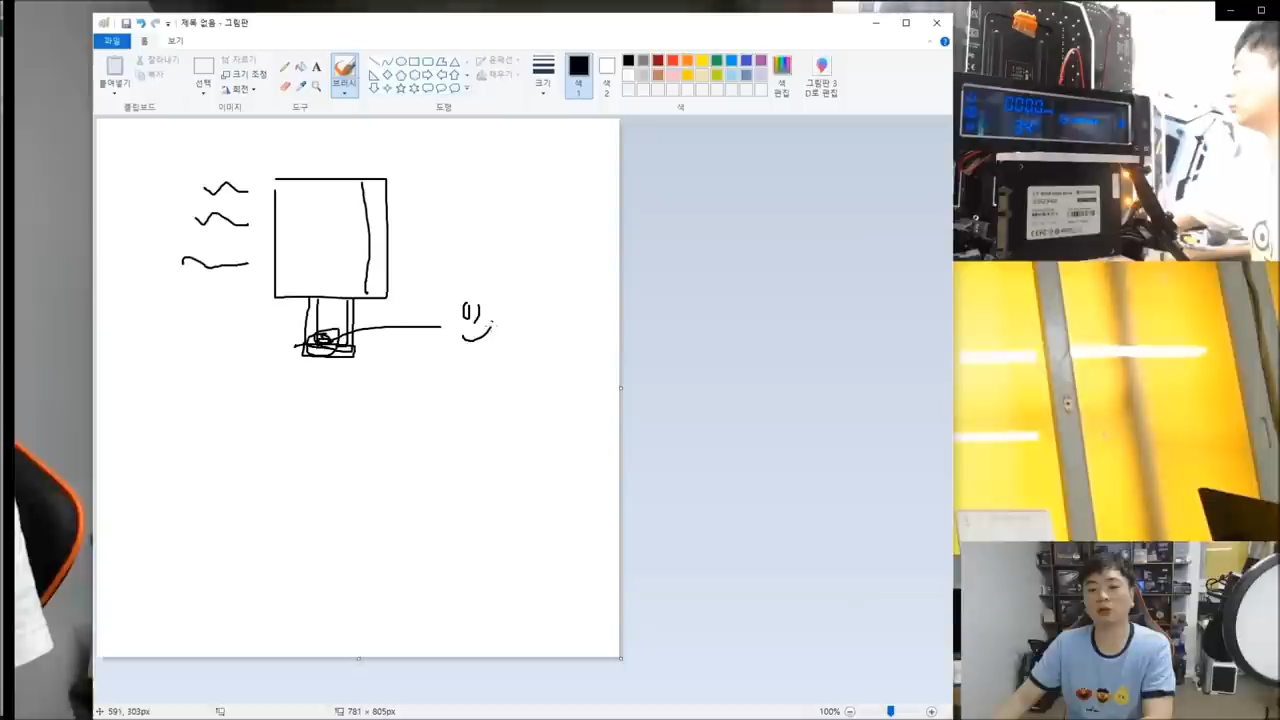 제목 없음 - 그림판
파일
홈
보기
붙여넣기
잘라내기
복사
클립보드
선택
크기 조정
회전
이미지
A
도구
브러시
윤곽선
채우기
도형
크기
색
1
색
2
색
편집
그림판 3
D로 편집
색
34
591, 303px
781 × 805px
100%